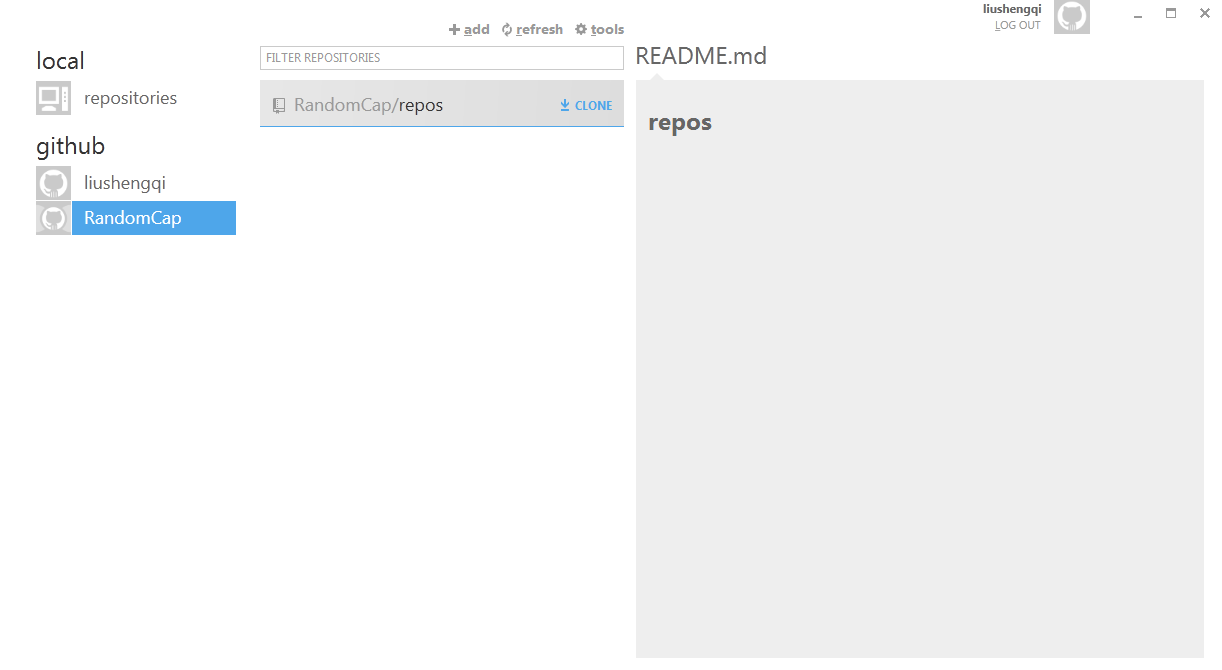 liushengqi
LOG OUT
add
refresh
tools
local
repositories
github
liushengqi
RandomCap
FILTER REPOSITORIES
RandomCap/repos
CLONE
README.md
repos